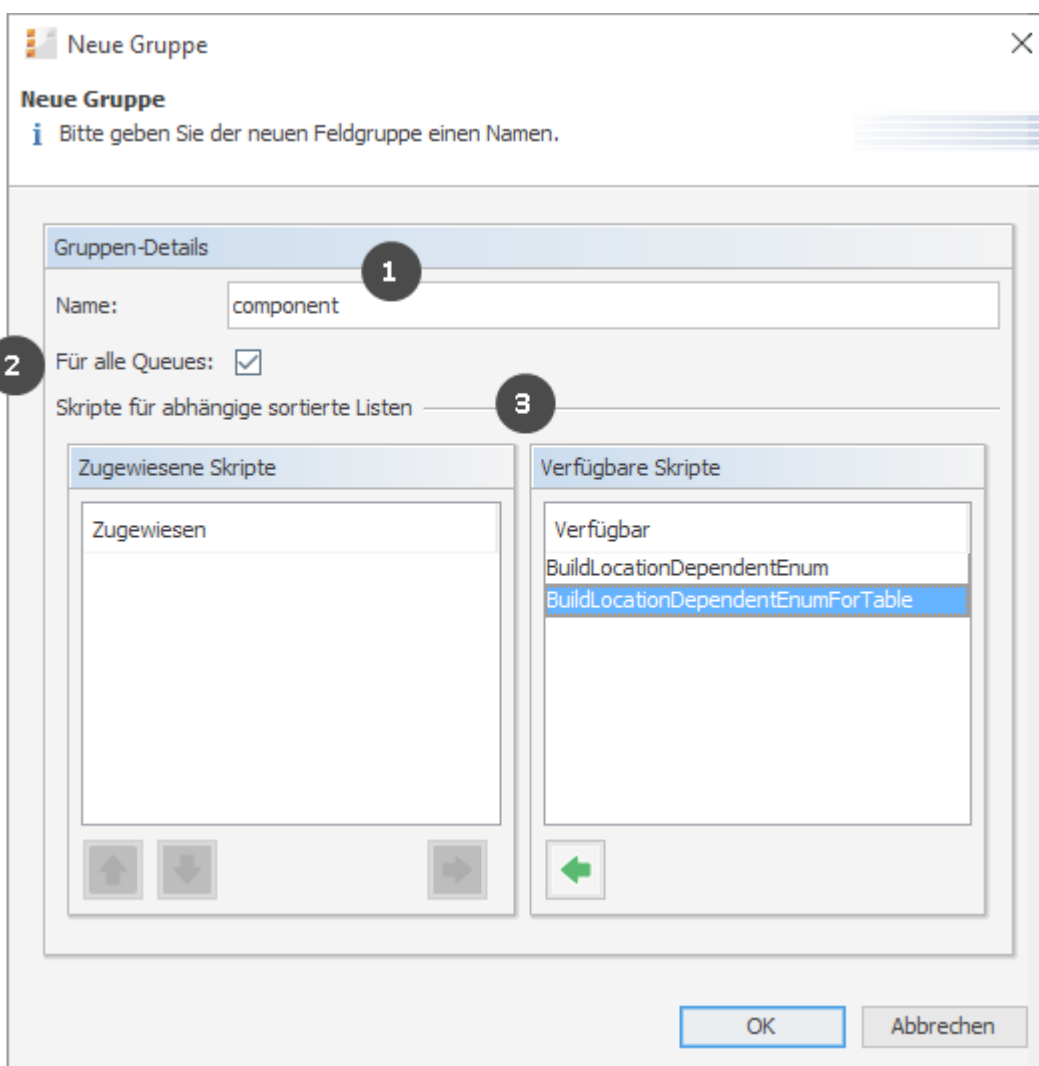 Neue Gruppe
Neue Gruppe
i Bitte geben Sie der neuen Feldgruppe einen Namen.
Gruppen-Details
1
Name: component
2 Für alle Queues:
Skripte für abhängige sortierte Listen 3
Zugewiesene Skripte
Zugewiesen
Verfügbare Skripte
Verfügbar
BuildLocationDependentEnum
BuildLocationDependentEnumForTable
OK Abbrechen